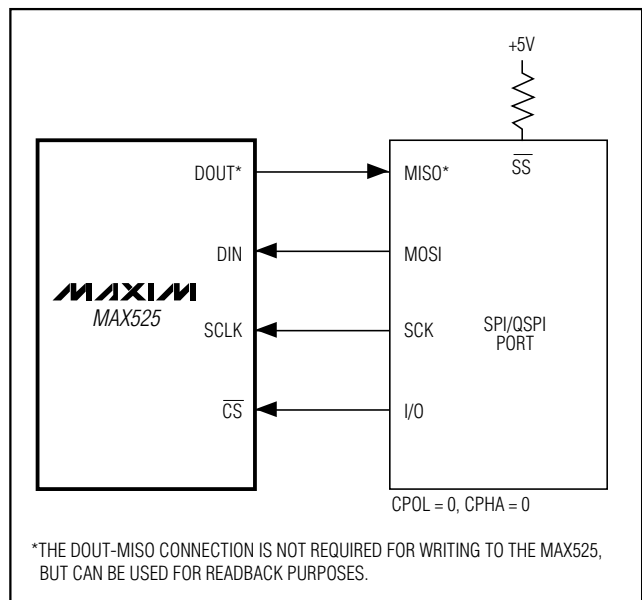 +5V
SS
DOUT*
MISO*
DIN
MOSI
MAXIM
MAX525
SCLK
SCK
SPI/QSPI
PORT
CS
I/O
CPOL = 0, CPHA = 0
*THE DOUT-MISO CONNECTION IS NOT REQUIRED FOR WRITING TO THE MAX525,
BUT CAN BE USED FOR READBACK PURPOSES.